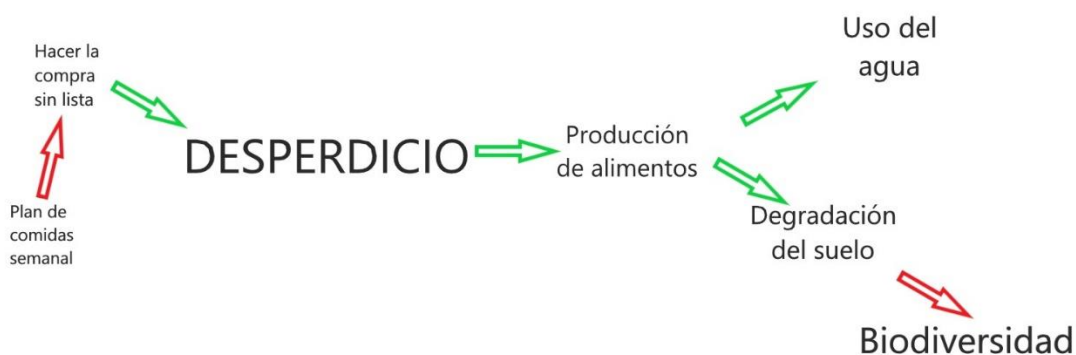 Hacer la
compra
sin lista
Plan de
comidas
semanal
DESPERDICIO
Producción
de alimentos
Uso del
agua
Degradación
del suelo
Biodiversidad